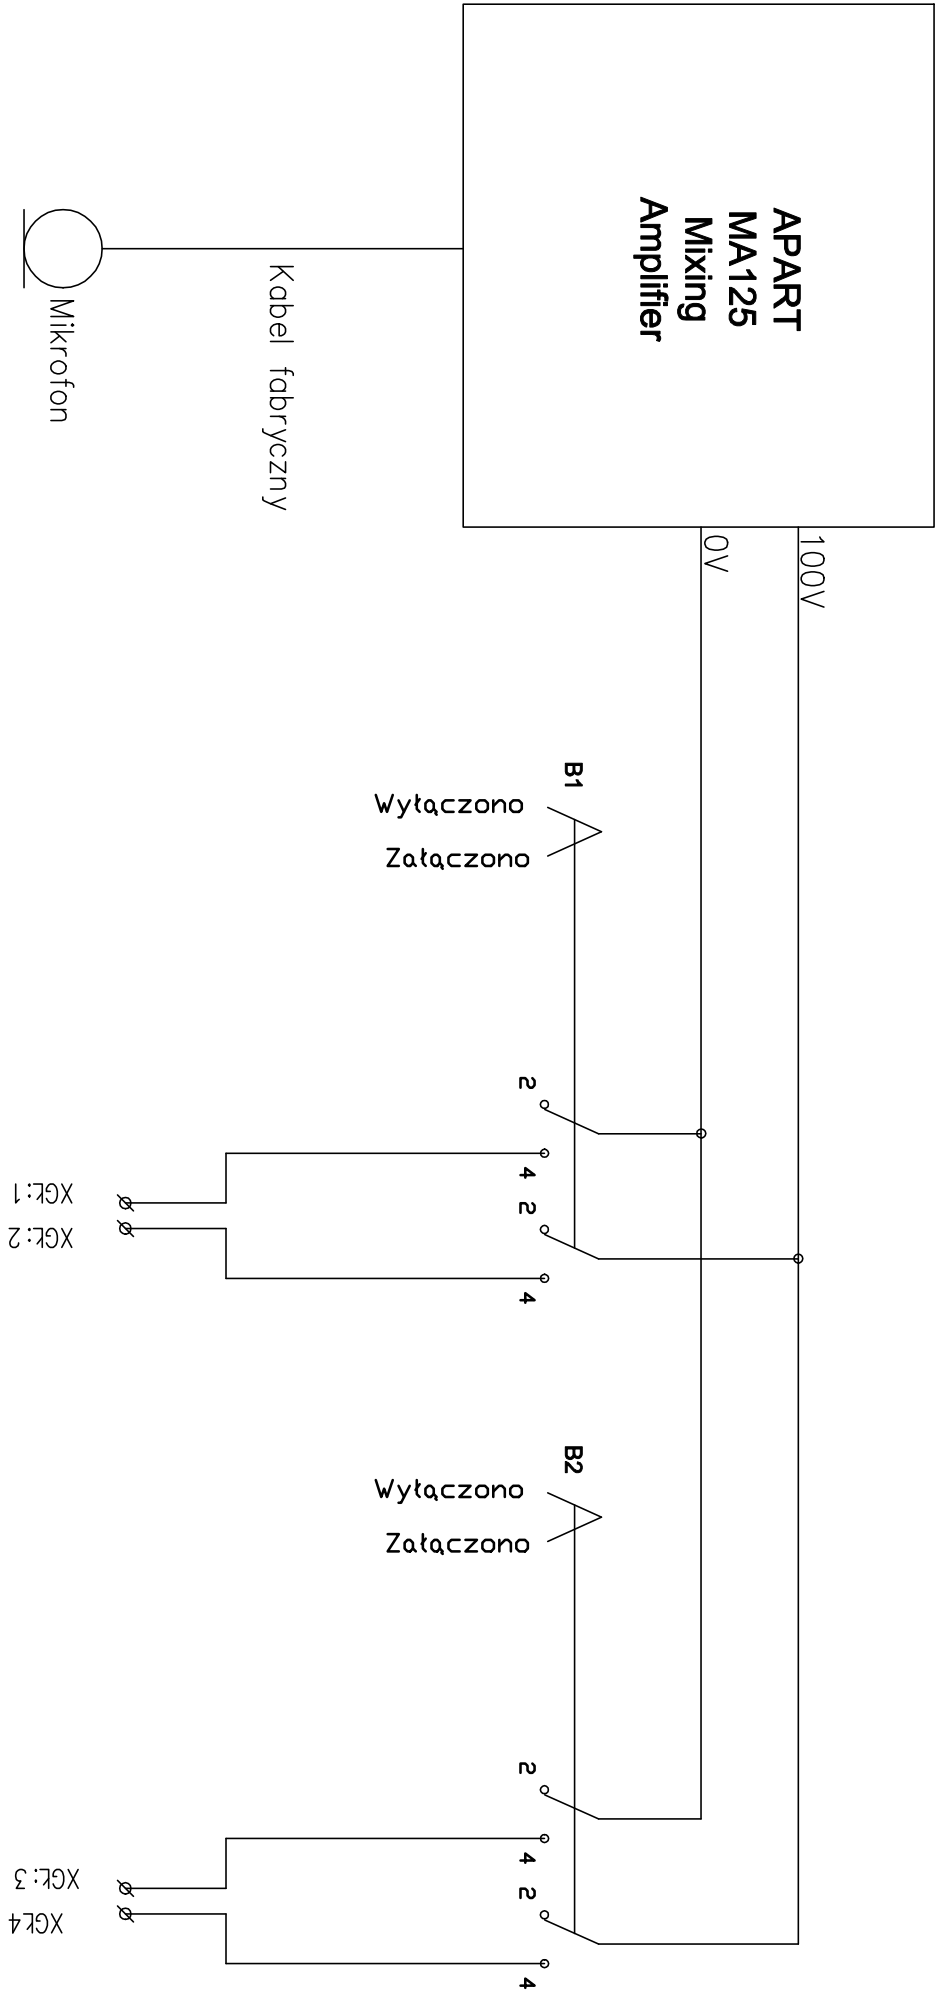 APART
MA125
Mixing
Amplifier
100V
0V
Kabel fabryczny
Mikrofon
B1
Wyłączono
Załączono
2
4
2
4
XGŁ:1
XGŁ:2
B2
Wyłączono
Załączono
2
4
2
4
XGŁ:3
XGŁ4